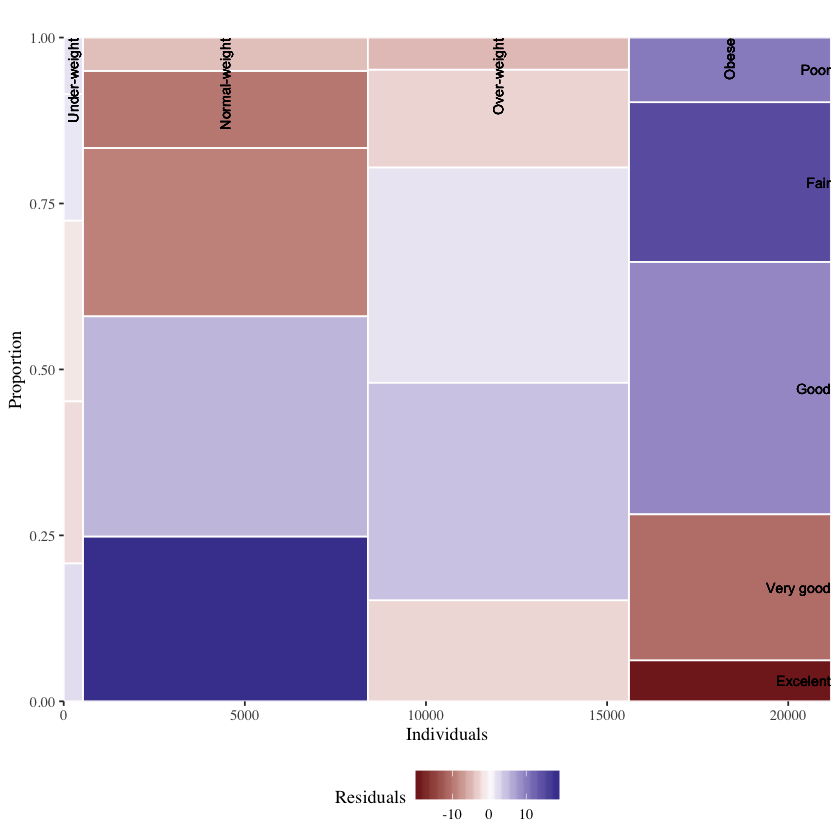 1.00
0.75
0.50
0.25
0.00
Proportion
Under-weight
Normal-weight
Over-weight
Obese
Poor
Fair
Good
Very good
Excelent
0
5000
10000
15000
20000
Individuals
Residuals
-10
0
10